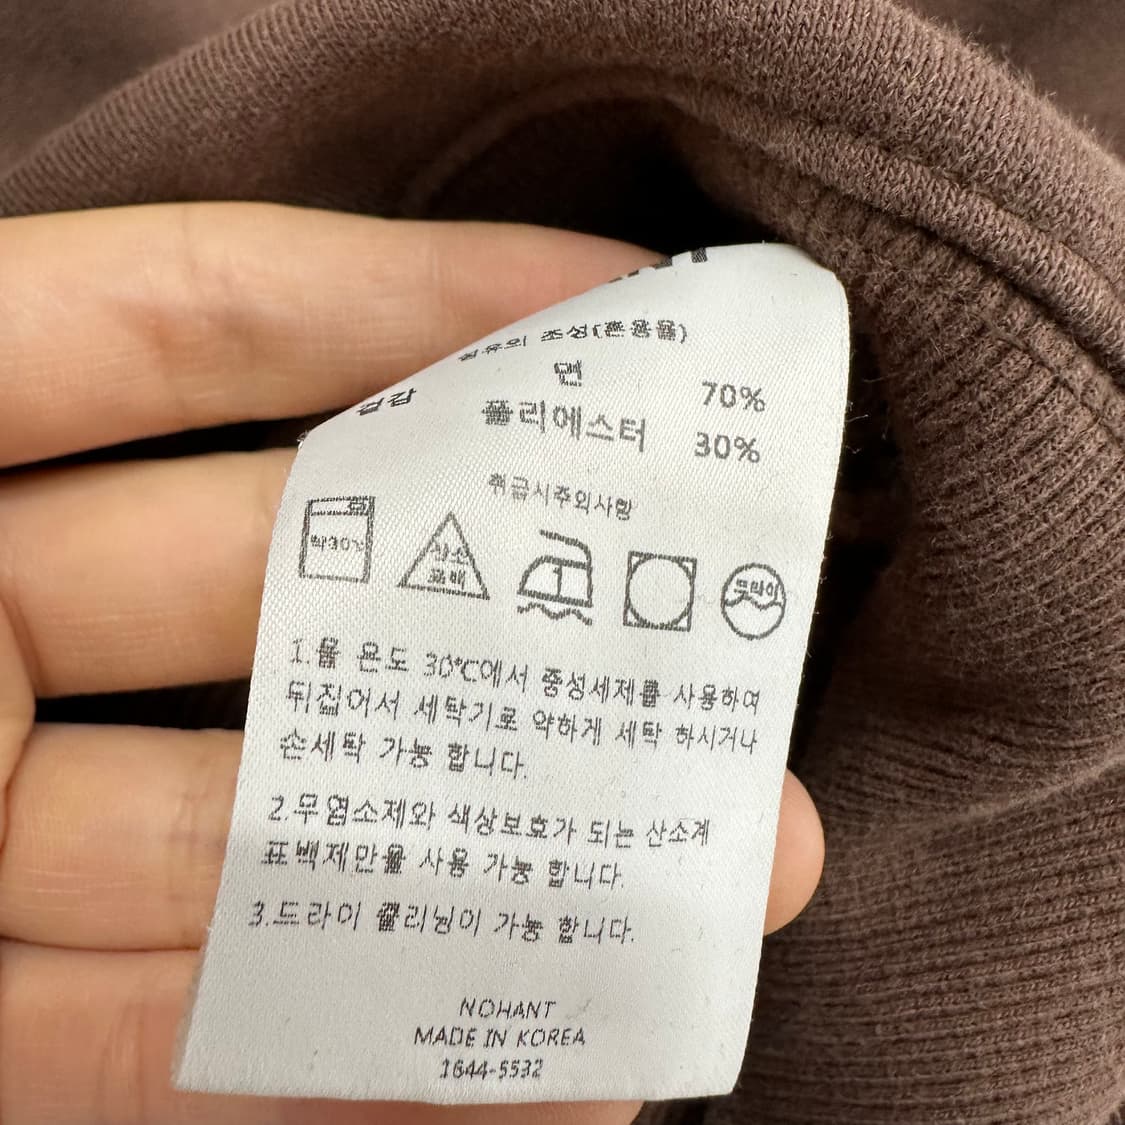 섬유의 조성(혼용율)
겉감 면 70%
폴리에스터 30%
취급시주의사항
약30℃ 산소 표백 1 드라이
1.물 온도 30℃에서 중성세제를 사용하여
뒤집어서 세탁기로 약하게 세탁 하시거나
손세탁 가능 합니다.
2.무염소제와 색상보호가 되는 산소계
표백제만을 사용 가능 합니다.
3.드라이 클리닝이 가능 합니다.
NOHANT
MADE IN KOREA
1644-5532